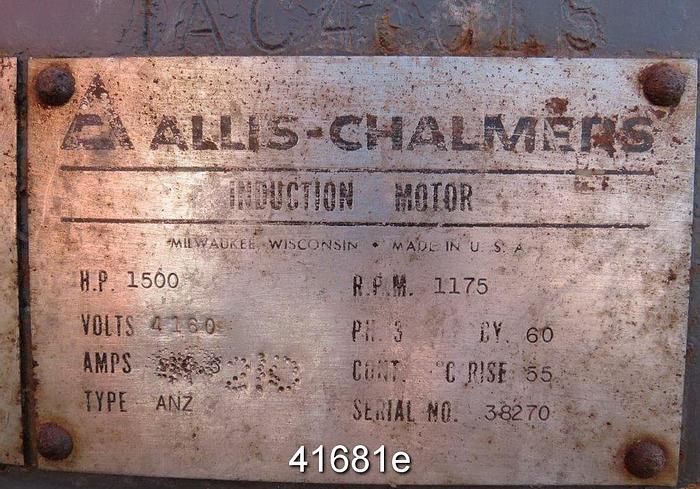 ALLIS-CHALMERS
INDUCTION MOTOR
MILWAUKEE, WISCONSIN • MADE IN U. S. A.
H.P. 1500 R.P.M. 1175
VOLTS 4160 PH. 3 CY. 60
AMPS 210 CONT. °C RISE 55
TYPE ANZ SERIAL NO. 38270
41681e